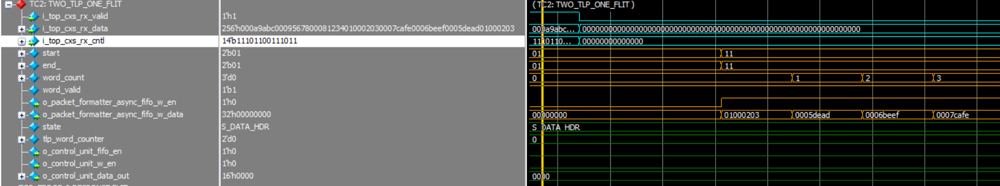 TC2: TWO_TLP_ONE_FLIT (TC2: TWO_TLP_ONE_FLIT )
i_top_cxs_rx_valid 1'h1
i_top_cxs_rx_data 256'h000a9abc0009567800081234010002030007cafe0006beef0005dead01000203 000a9abc... 0000000000000000000000000000000000000000000000000000000000000000
i_top_cxs_rx_cntl 14'b11101100111011 1110110... 00000000000000
start 2'b01 01 11
end_ 2'b01 01 11
word_count 3'd0 0 1 2 3
word_valid 1'b1
o_packet_formatter_async_fifo_w_en 1'h0
o_packet_formatter_async_fifo_w_data 32'h00000000 00000000 01000203 0005dead 0006beef 0007cafe
state S_DATA_HDR S_DATA_HDR
tlp_word_counter 2'd0 0
o_control_unit_fifo_en 1'h0
o_control_unit_w_en 1'h0
o_control_unit_data_out 16'h0000 0000